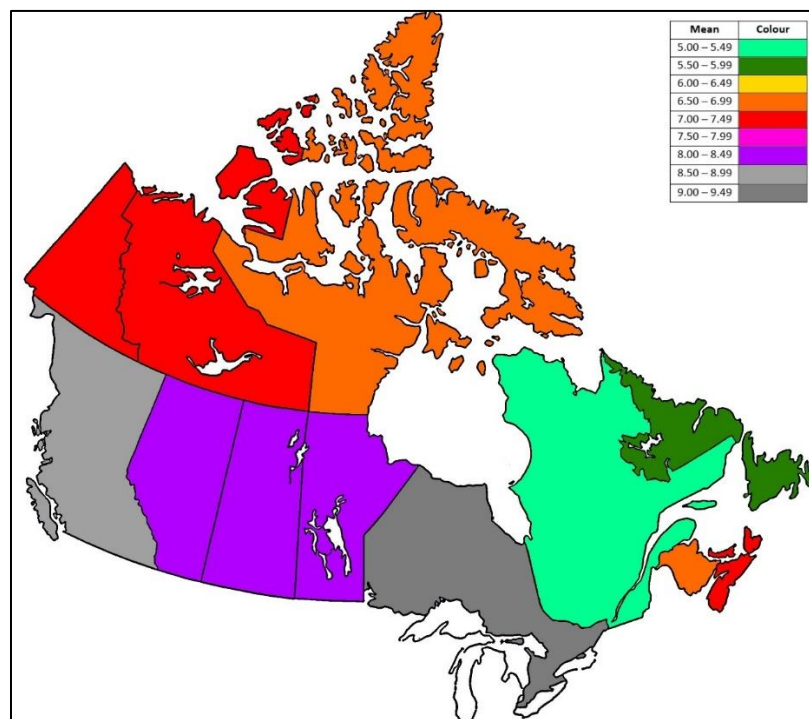 Mean Colour
5.00 – 5.49
5.50 – 5.99
6.00 – 6.49
6.50 – 6.99
7.00 – 7.49
7.50 – 7.99
8.00 – 8.49
8.50 – 8.99
9.00 – 9.49